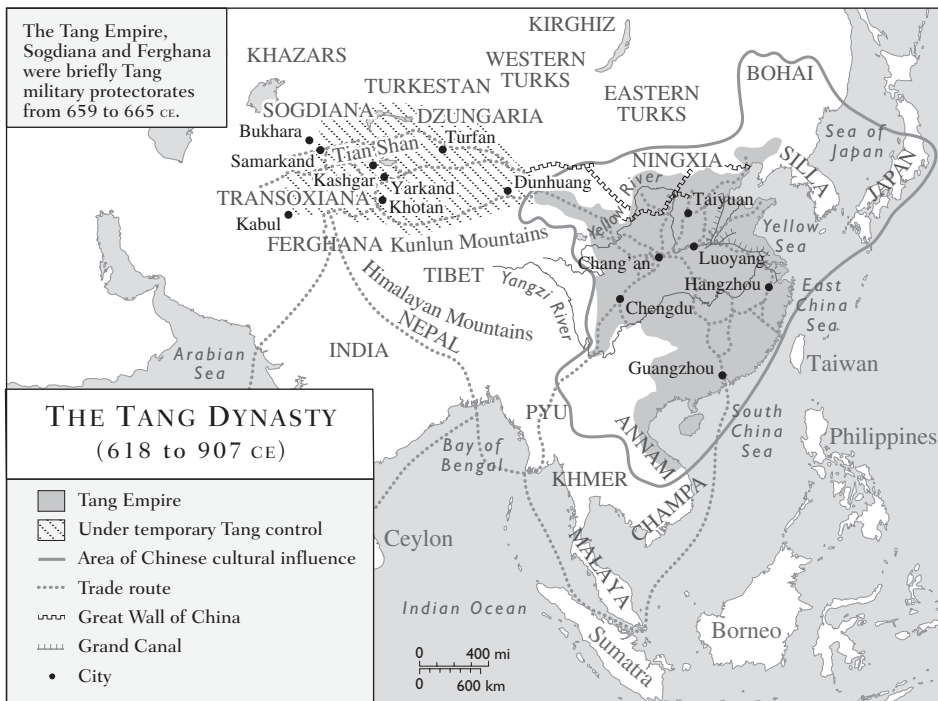 The Tang Empire,
Sogdiana and Ferghana
were briefly Tang
military protectorates
from 659 to 665 CE.
KIRGHIZ
KHAZARS
WESTERN
TURKS
BOHAI
TURKESTAN
EASTERN
TURKS
SOGDIANA
DZUNGARIA
Bukhara
Turfan
Sea of
Japan
Samarkand
Tian Shan
NINGXIA
SILLA
JAPAN
Kashgar
Yarkand
Dunhuang
TRANSOXIANA
Khotan
Yellow River
Taiyuan
Kabul
Yellow
Sea
FERGHANA
Kunlun Mountains
Chang'an
Luoyang
TIBET
Hangzhou
East
China
Sea
Himalayan Mountains
Yangzi
River
Chengdu
NEPAL
INDIA
Arabian
Sea
Guangzhou
Taiwan
THE TANG DYNASTY
(618 to 907 CE)
PYU
ANNAM
South
China
Sea
Bay of
Bengal
Philippines
KHMER
CHAMPA
Tang Empire
Under temporary Tang control
Area of Chinese cultural influence
Trade route
Great Wall of China
Grand Canal
City
Ceylon
MALAYA
Indian Ocean
Borneo
Sumatra
0 400 mi
0 600 km